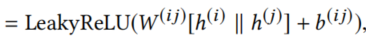 = LeakyReLU(W^{(ij)}[h^{(i)} ∥ h^{(j)}] + b^{(ij)}),